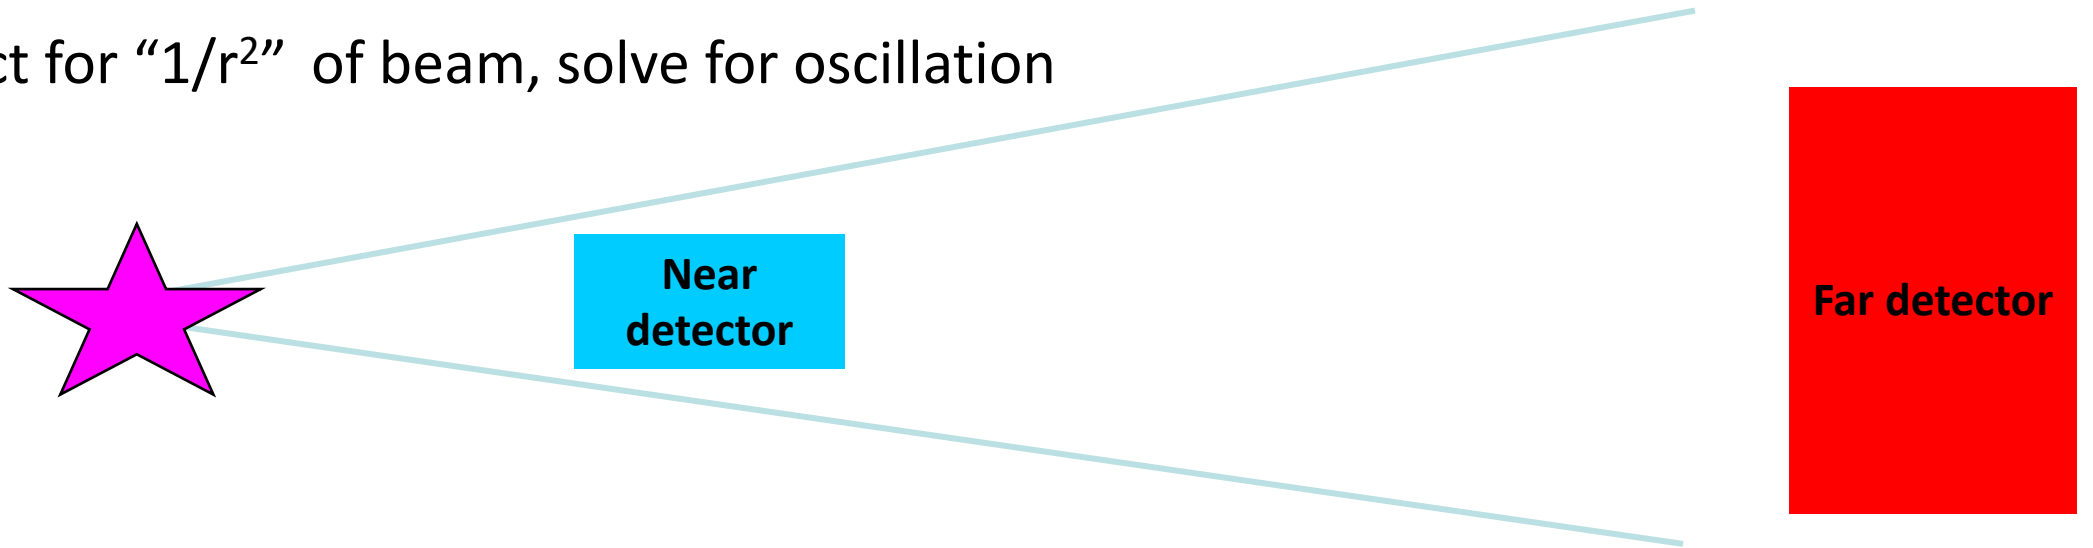 ct for “1/r²” of beam, solve for oscillation
Near
detector
Far detector